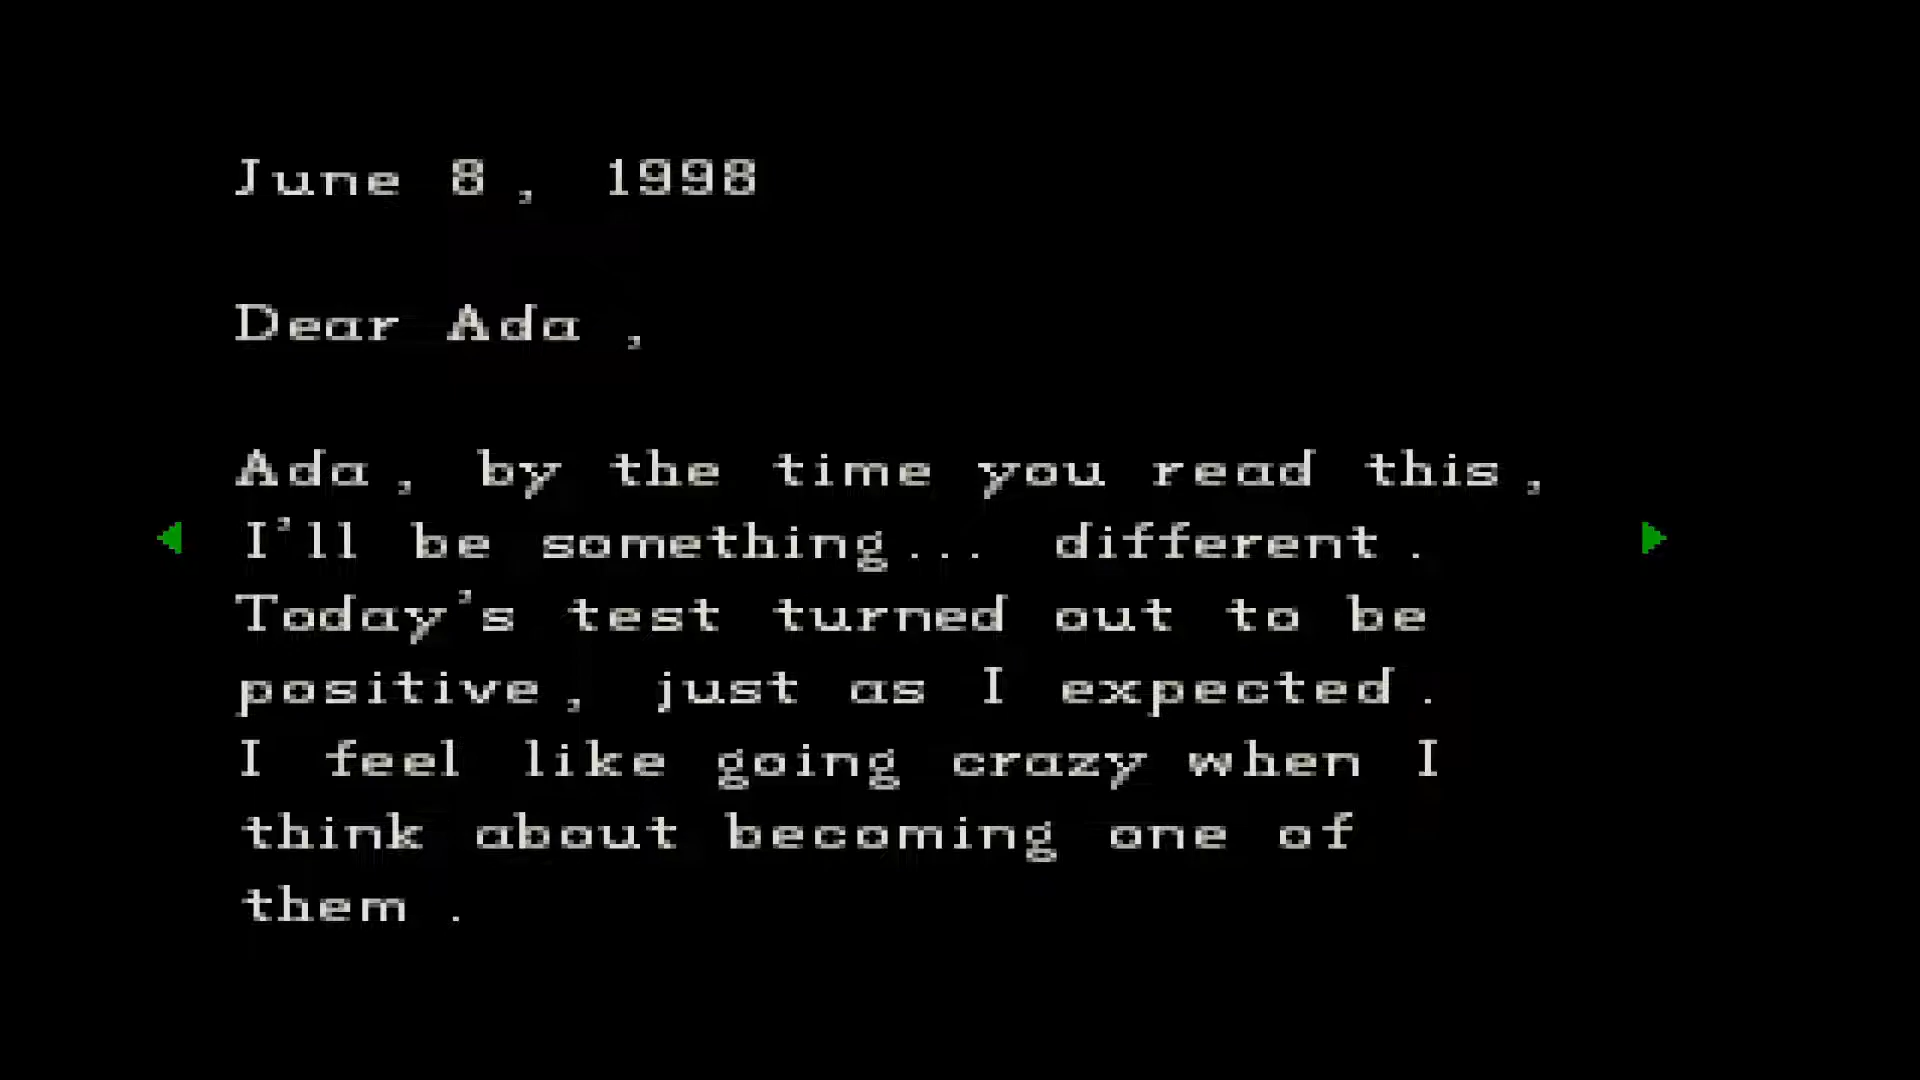 June 8, 1998
Dear Ada,
Ada, by the time you read this,
I'll be something... different.
Today's test turned out to be
positive, just as I expected.
I feel like going crazy when I
think about becoming one of
them.